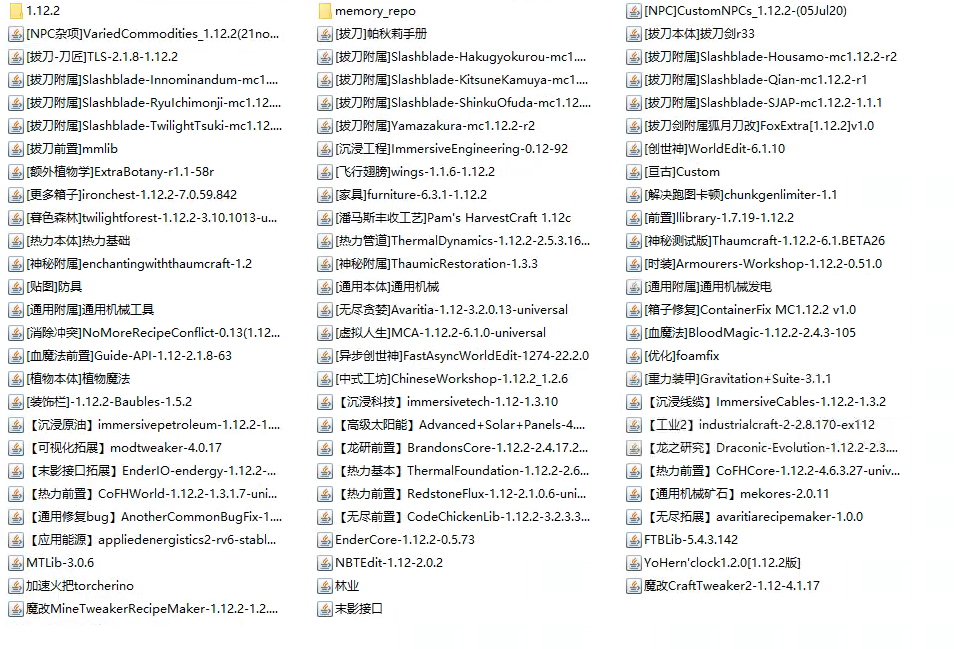 1.12.2
memory_repo
[NPC]CustomNPCs_1.12.2-(05Jul20)
[NPC杂项]VariedCommodities_1.12.2(21no...
[拔刀]帕秋莉手册
[拔刀本体]拔刀剑r33
[拔刀-刀匠]TLS-2.1.8-1.12.2
[拔刀附属]Slashblade-Hakugyokurou-mc1....
[拔刀附属]Slashblade-Housamo-mc1.12.2-r2
[拔刀附属]Slashblade-Innominandum-mc1....
[拔刀附属]Slashblade-KitsuneKamuya-mc1....
[拔刀附属]Slashblade-Qian-mc1.12.2-r1
[拔刀附属]Slashblade-RyuIchimonji-mc1.12....
[拔刀附属]Slashblade-ShinkuOfuda-mc1.12....
[拔刀附属]Slashblade-SJAP-mc1.12.2-1.1.1
[拔刀附属]Slashblade-TwilightTsuki-mc1.12....
[拔刀附属]Yamazakura-mc1.12.2-r2
[拔刀剑附属狐月刀改]FoxExtra[1.12.2]v1.0
[拔刀前置]mmlib
[沉浸工程]ImmersiveEngineering-0.12-92
[创世神]WorldEdit-6.1.10
[额外植物学]ExtraBotany-r1.1-58r
[飞行翅膀]wings-1.1.6-1.12.2
[亘古]Custom
[更多箱子]ironchest-1.12.2-7.0.59.842
[家具]furniture-6.3.1-1.12.2
[解决跑图卡顿]chunkgenlimiter-1.1
[暮色森林]twilightforest-1.12.2-3.10.1013-u...
[潘马斯丰收工艺]Pam's HarvestCraft 1.12c
[前置]llibrary-1.7.19-1.12.2
[热力本体]热力基础
[热力管道]ThermalDynamics-1.12.2-2.5.3.16...
[神秘测试版]Thaumcraft-1.12.2-6.1.BETA26
[神秘附属]enchantingwiththaumcraft-1.2
[神秘附属]ThaumicRestoration-1.3.3
[时装]Armourers-Workshop-1.12.2-0.51.0
[贴图]防具
[通用本体]通用机械
[通用附属]通用机械发电
[通用附属]通用机械工具
[无尽贪婪]Avaritia-1.12-3.2.0.13-universal
[箱子修复]ContainerFix MC1.12.2 v1.0
[消除冲突]NoMoreRecipeConflict-0.13(1.12...
[虚拟人生]MCA-1.12.2-6.1.0-universal
[血魔法]BloodMagic-1.12.2-2.4.3-105
[血魔法前置]Guide-API-1.12-2.1.8-63
[异步创世神]FastAsyncWorldEdit-1274-22.2.0
[优化]foamfix
[植物本体]植物魔法
[中式工坊]ChineseWorkshop-1.12.2_1.2.6
[重力装甲]Gravitation+Suite-3.1.1
[装饰栏]-1.12.2-Baubles-1.5.2
【沉浸科技】immersivetech-1.12-1.3.10
【沉浸线缆】ImmersiveCables-1.12.2-1.3.2
【沉浸原油】immersivepetroleum-1.12.2-1....
【高级太阳能】Advanced+Solar+Panels-4....
【工业2】industrialcraft-2-2.8.170-ex112
【可视化拓展】modtweaker-4.0.17
【龙研前置】BrandonsCore-1.12.2-2.4.17.2...
【龙之研究】Draconic-Evolution-1.12.2-2.3....
【末影接口拓展】EnderIO-endergy-1.12.2-...
【热力基本】ThermalFoundation-1.12.2-2.6...
【热力前置】CoFHCore-1.12.2-4.6.3.27-univ...
【热力前置】CoFHWorld-1.12.2-1.3.1.7-uni...
【热力前置】RedstoneFlux-1.12-2.1.0.6-uni...
【通用机械矿石】mekores-2.0.11
【通用修复bug】AnotherCommonBugFix-1....
【无尽前置】CodeChickenLib-1.12.2-3.2.3.3...
【无尽拓展】avaritiarecipemaker-1.0.0
【应用能源】appliedenergistics2-rv6-stabl...
EnderCore-1.12.2-0.5.73
FTBLib-5.4.3.142
MTLib-3.0.6
NBTEdit-1.12-2.0.2
YoHern'clock1.2.0[1.12.2版]
加速火把torcherino
林业
魔改CraftTweaker2-1.12-4.1.17
魔改MineTweakerRecipeMaker-1.12.2-1.2....
末影接口